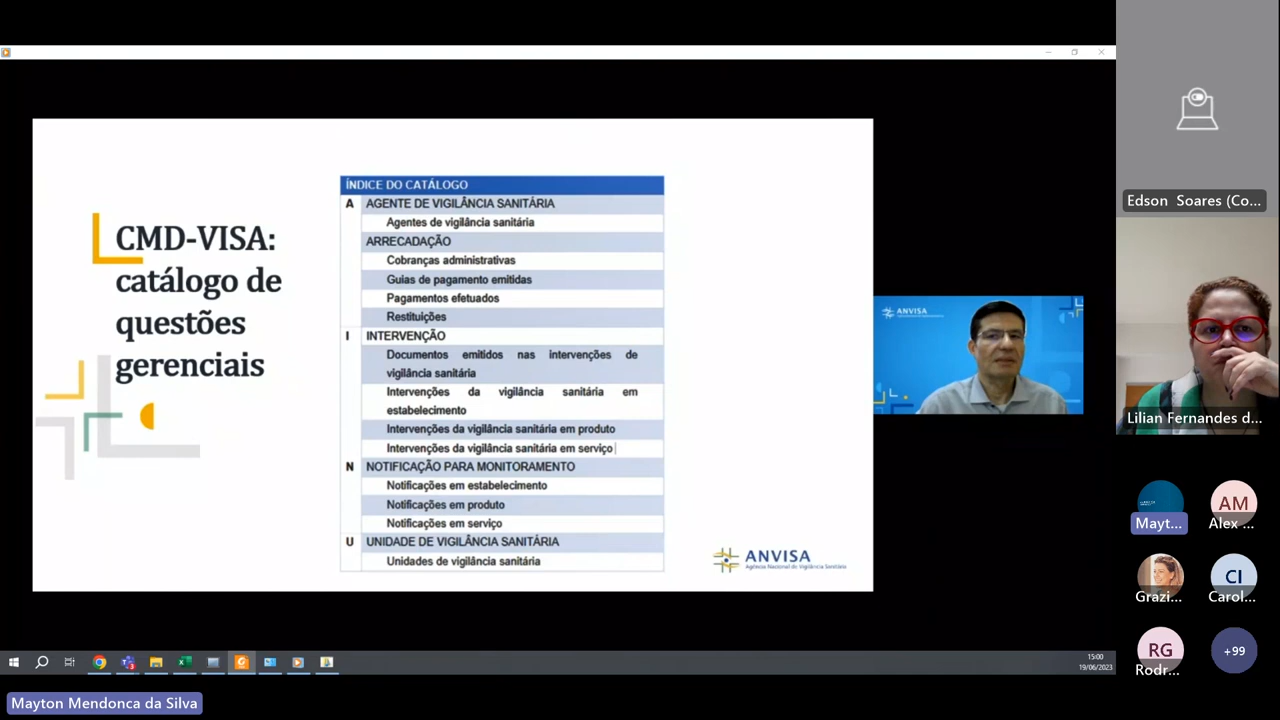 CMD-VISA:
catálogo de
questões
gerenciais
ÍNDICE DO CATÁLOGO
A AGENTE DE VIGILÂNCIA SANITÁRIA
Agentes de vigilância sanitária
ARRECADAÇÃO
Cobranças administrativas
Guias de pagamento emitidas
Pagamentos efetuados
Restituições
I INTERVENÇÃO
Documentos emitidos nas intervenções de
vigilância sanitária
Intervenções da vigilância sanitária em
estabelecimento
Intervenções da vigilância sanitária em produto
Intervenções da vigilância sanitária em serviço
N NOTIFICAÇÃO PARA MONITORAMENTO
Notificações em estabelecimento
Notificações em produto
Notificações em serviço
U UNIDADE DE VIGILÂNCIA SANITÁRIA
Unidades de vigilância sanitária
ANVISA
Agência Nacional de Vigilância Sanitária
ANVISA
Edson Soares (Co...
Lilian Fernandes d...
Mayt...
AM
Alex ...
Grazi...
CI
Carol...
RG
Rodr...
+99
15:00
19/06/2023
Mayton Mendonca da Silva